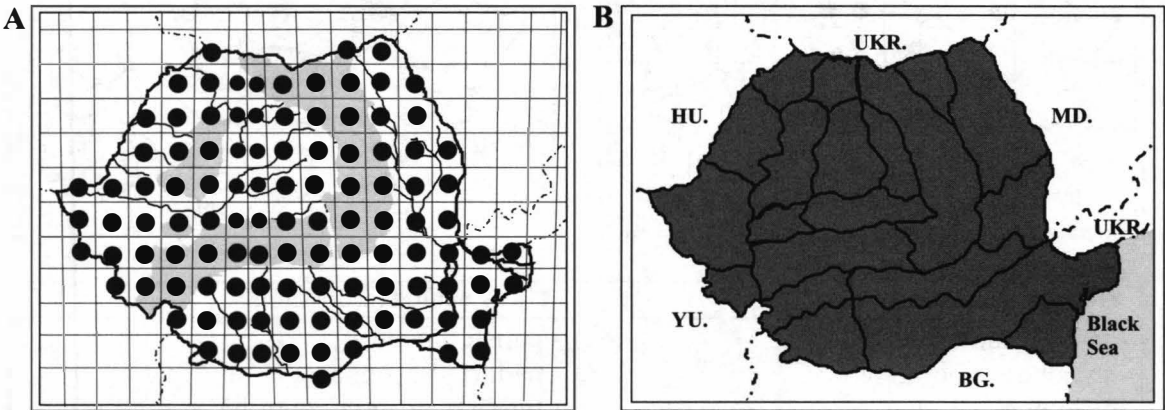 A
B
UKR.
HU.
MD.
UKR.
YU.
Black
Sea
BG.